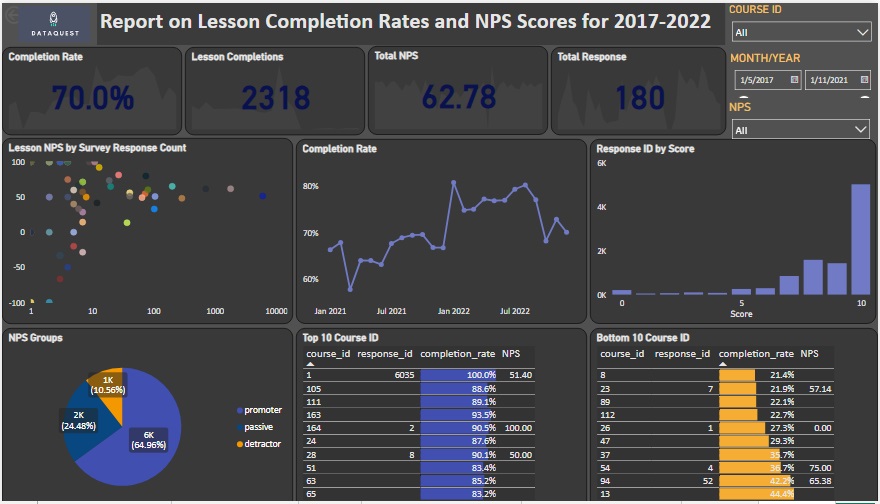 DATAQUEST
Report on Lesson Completion Rates and NPS Scores for 2017-2022
COURSE ID
All
MONTH/YEAR
1/5/2017 1/11/2021
NPS
All
Completion Rate
70.0%
Lesson Completions
2318
Total NPS
62.78
Total Response
180
Lesson NPS by Survey Response Count
100
50
0
-50
-100
1 10 100 1000 10000
Completion Rate
80%
70%
60%
Jan 2021 Jul 2021 Jan 2022 Jul 2022
Response ID by Score
6K
4K
2K
0K
0 5 10
Score
NPS Groups
1K
(10.56%)
2K
(24.48%)
6K
(64.96%)
promoter
passive
detractor
Top 10 Course ID
course_id response_id completion_rate NPS
1 6035 100.0% 51.40
105 88.6%
111 89.1%
163 93.5%
164 2 90.5% 100.00
24 87.6%
28 8 90.1% 50.00
51 83.4%
63 85.2%
65 83.2%
Bottom 10 Course ID
course_id response_id completion_rate NPS
8 21.4%
23 7 21.9% 57.14
89 22.1%
112 22.7%
26 1 27.3% 0.00
47 29.3%
37 35.7%
54 4 36.7% 75.00
94 52 42.2% 65.38
13 44.4%